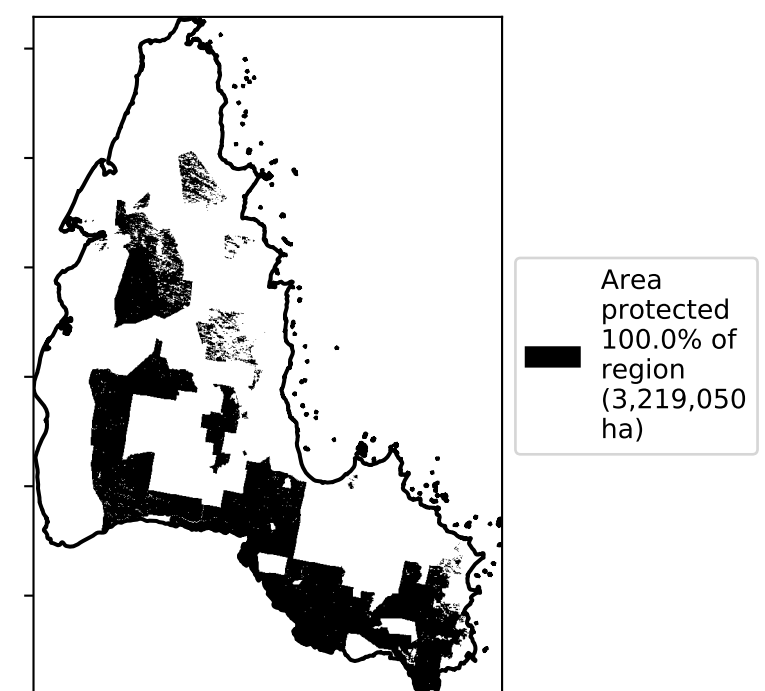 Area
protected
100.0% of
region
(3,219,050
ha)